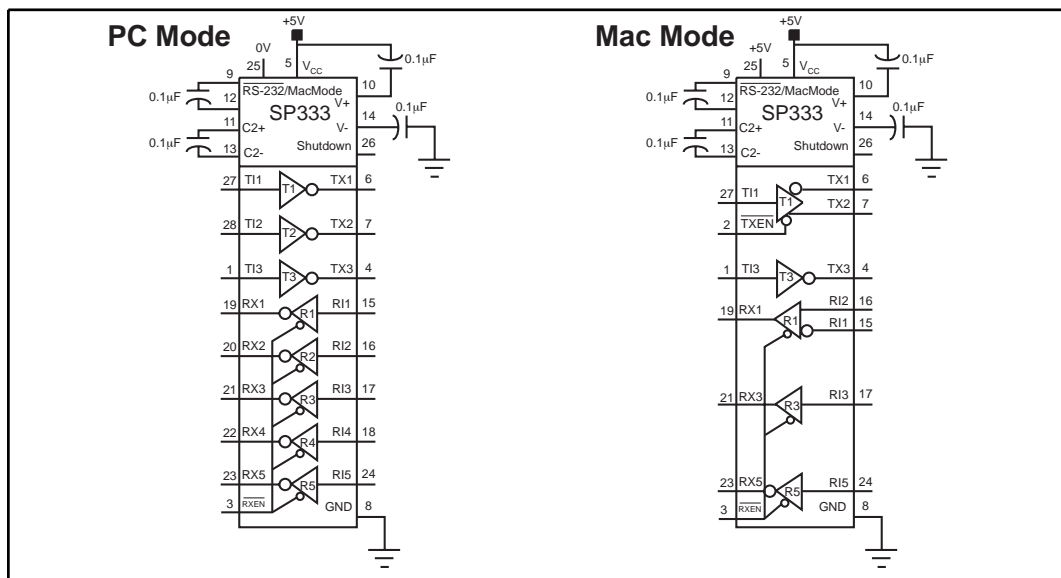 PC Mode
+5V
0V
25
5
VCC
9
0.1µF
12
11
0.1µF
13
RS-232/MacMode
V+
SP333
C2+
V-
C2-
Shutdown
10
0.1µF
14
0.1µF
26
27 TI1 T1 TX1 6
28 TI2 T2 TX2 7
1 TI3 T3 TX3 4
19 RX1 R1 RI1 15
20 RX2 R2 RI2 16
21 RX3 R3 RI3 17
22 RX4 R4 RI4 18
23 RX5 R5 RI5 24
3 RXEN GND 8
Mac Mode
+5V
+5V
25
5
VCC
9
0.1µF
12
11
0.1µF
13
RS-232/MacMode
V+
SP333
C2+
V-
C2-
Shutdown
10
0.1µF
14
0.1µF
26
27 TI1 T1 TX1 6
TX2 7
2 TXEN
1 TI3 T3 TX3 4
19 RX1 R1 RI2 16
RI1 15
21 RX3 R3 RI3 17
23 RX5 R5 RI5 24
3 RXEN GND 8